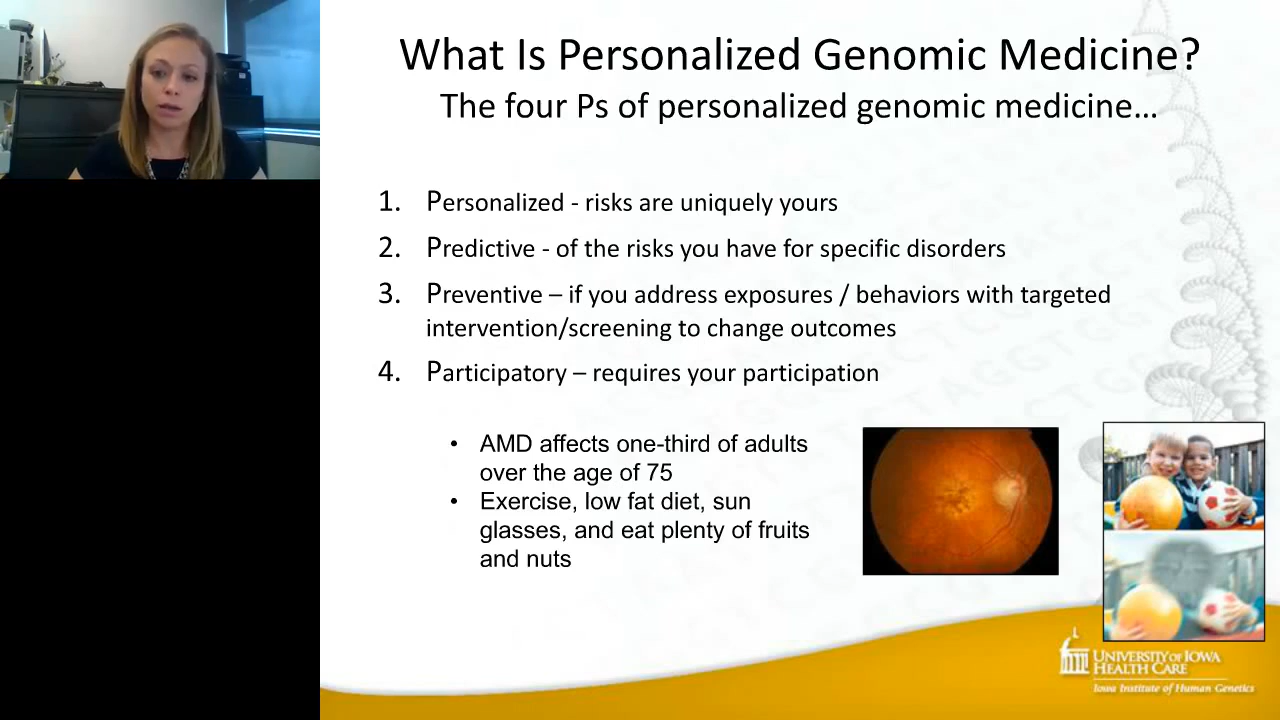 What Is Personalized Genomic Medicine?
The four Ps of personalized genomic medicine…
1. Personalized - risks are uniquely yours
2. Predictive - of the risks you have for specific disorders
3. Preventive – if you address exposures / behaviors with targeted
intervention/screening to change outcomes
4. Participatory – requires your participation
• AMD affects one-third of adults
over the age of 75
• Exercise, low fat diet, sun
glasses, and eat plenty of fruits
and nuts
UNIVERSITY OF IOWA
HEALTH CARE
Iowa Institute of Human Genetics